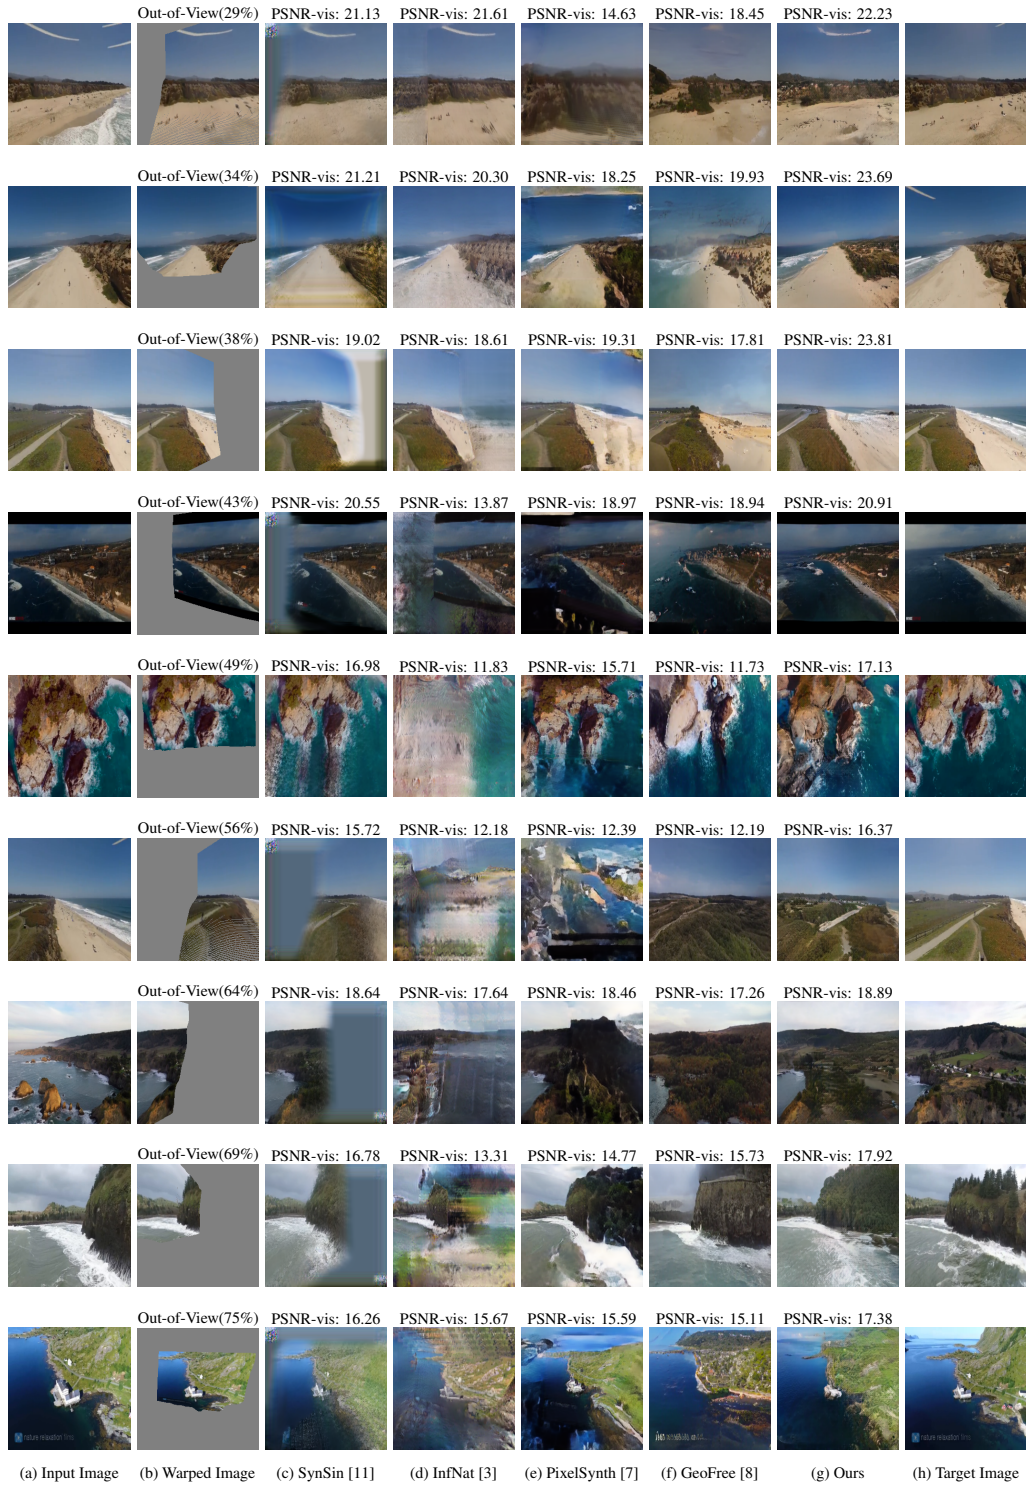 Out-of-View(29%) PSNR-vis: 21.13 PSNR-vis: 21.61 PSNR-vis: 14.63 PSNR-vis: 18.45 PSNR-vis: 22.23
Out-of-View(34%) PSNR-vis: 21.21 PSNR-vis: 20.30 PSNR-vis: 18.25 PSNR-vis: 19.93 PSNR-vis: 23.69
Out-of-View(38%) PSNR-vis: 19.02 PSNR-vis: 18.61 PSNR-vis: 19.31 PSNR-vis: 17.81 PSNR-vis: 23.81
Out-of-View(43%) PSNR-vis: 20.55 PSNR-vis: 13.87 PSNR-vis: 18.97 PSNR-vis: 18.94 PSNR-vis: 20.91
Out-of-View(49%) PSNR-vis: 16.98 PSNR-vis: 11.83 PSNR-vis: 15.71 PSNR-vis: 11.73 PSNR-vis: 17.13
Out-of-View(56%) PSNR-vis: 15.72 PSNR-vis: 12.18 PSNR-vis: 12.39 PSNR-vis: 12.19 PSNR-vis: 16.37
Out-of-View(64%) PSNR-vis: 18.64 PSNR-vis: 17.64 PSNR-vis: 18.46 PSNR-vis: 17.26 PSNR-vis: 18.89
Out-of-View(69%) PSNR-vis: 16.78 PSNR-vis: 13.31 PSNR-vis: 14.77 PSNR-vis: 15.73 PSNR-vis: 17.92
Out-of-View(75%) PSNR-vis: 16.26 PSNR-vis: 15.67 PSNR-vis: 15.59 PSNR-vis: 15.11 PSNR-vis: 17.38
nature relaxation films nature relaxation films
(a) Input Image (b) Warped Image (c) SynSin [11] (d) InfNat [3] (e) PixelSynth [7] (f) GeoFree [8] (g) Ours (h) Target Image